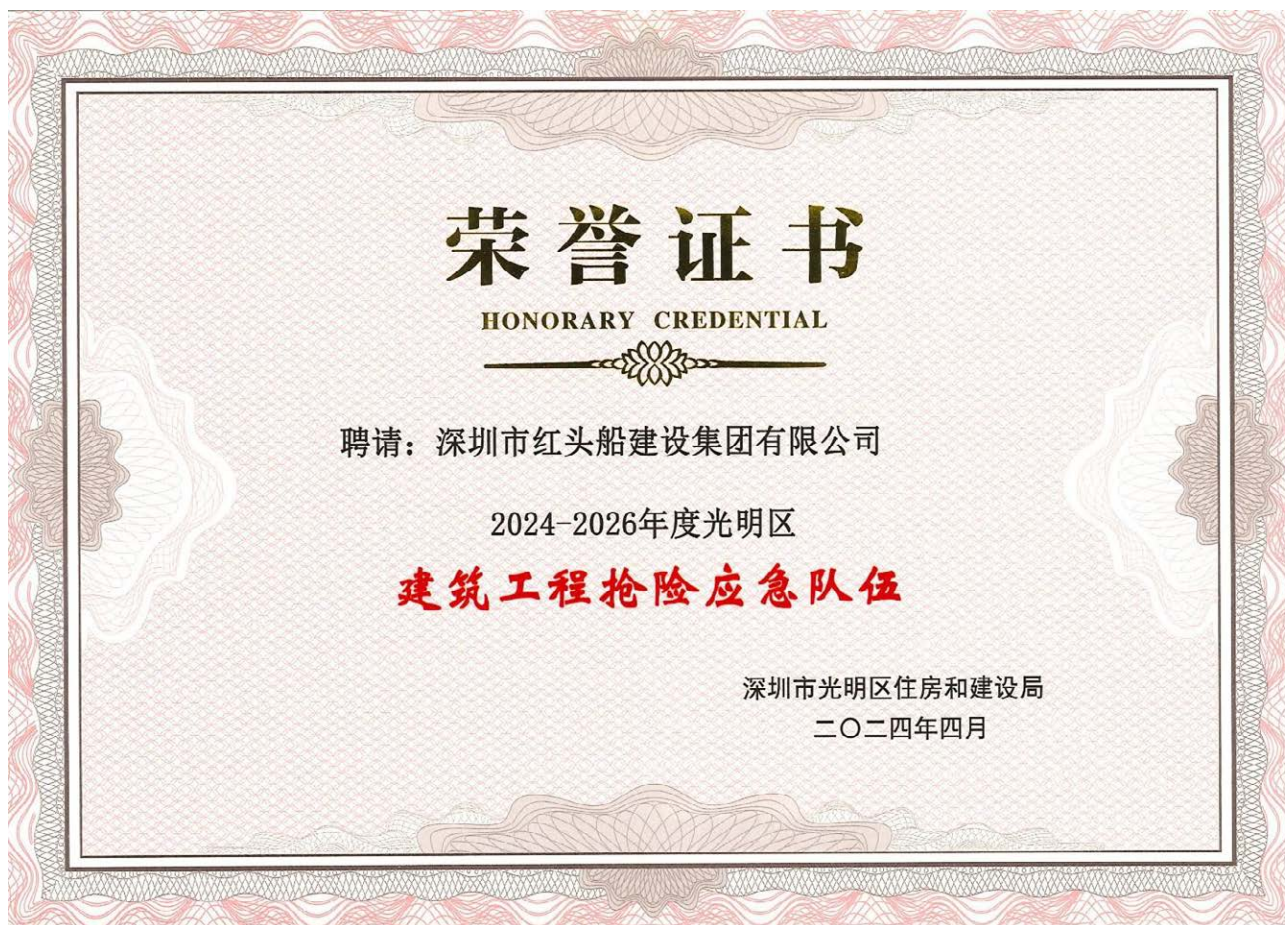 荣誉证书
HONORARY CREDENTIAL
聘请：深圳市红头船建设集团有限公司
2024-2026年度光明区
建筑工程抢险应急队伍
深圳市光明区住房和建设局
二〇二四年四月